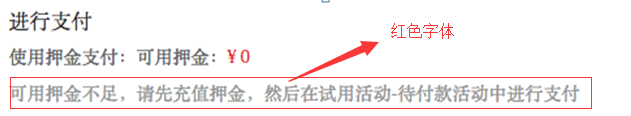 进行支付
红色字体
使用押金支付：可用押金：￥0
可用押金不足，请先充值押金，然后在试用活动-待付款活动中进行支付